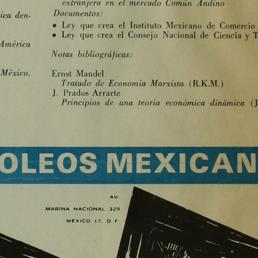 extranjera en el mercado Común Andino
Documentos:
• Ley que crea el Instituto Mexicano de Comercio
• Ley que crea el Consejo Nacional de Ciencia y T
Notas bibliográficas:
Ernst Mandel
Tratado de Economía Marxista (R.K.M.)
J. Prados Arrarte
Principios de una teoría económica dinámica (J
ica den-
América
México.
OLEOS MEXICAN
AV.
MARINA NACIONAL 329
MEXICO 17. D F